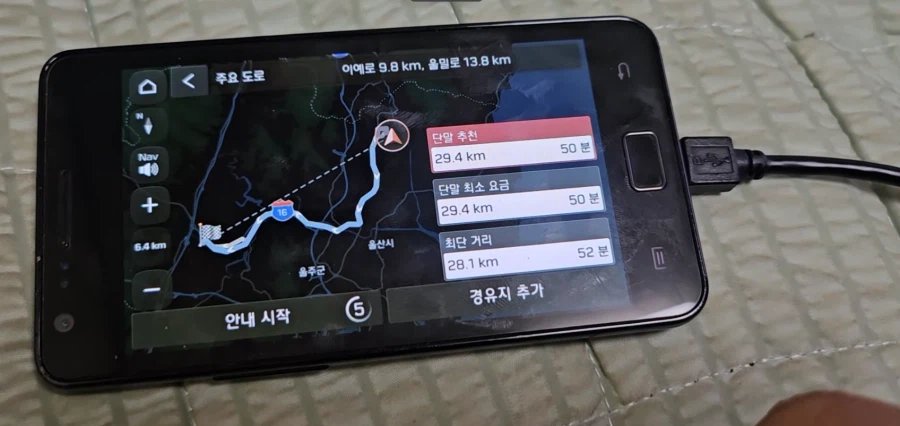 주요 도로
이예로 9.8 km, 울밀로 13.8 km
N
Nav
6.4 km
16
울산시
울주군
단말 추천
29.4 km 50 분
단말 최소 요금
29.4 km 50 분
최단 거리
28.1 km 52 분
안내 시작 5
경유지 추가